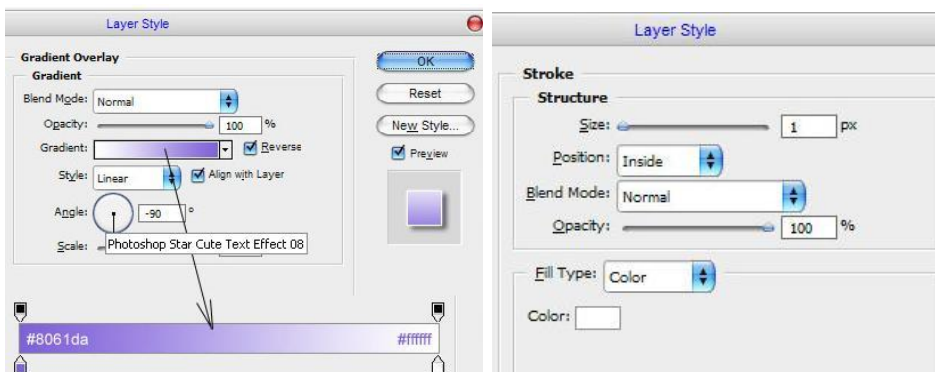 Layer Style
Gradient Overlay
Gradient
Blend Mode: Normal
Opacity: 100 %
Gradient: Reverse
Style: Linear Align with Layer
Angle: -90 °
Photoshop Star Cute Text Effect 08
Scale:
OK
Reset
New Style...
Preview
#8061da #ffffff
Layer Style
Stroke
Structure
Size: 1 px
Position: Inside
Blend Mode: Normal
Opacity: 100 %
Fill Type: Color
Color: